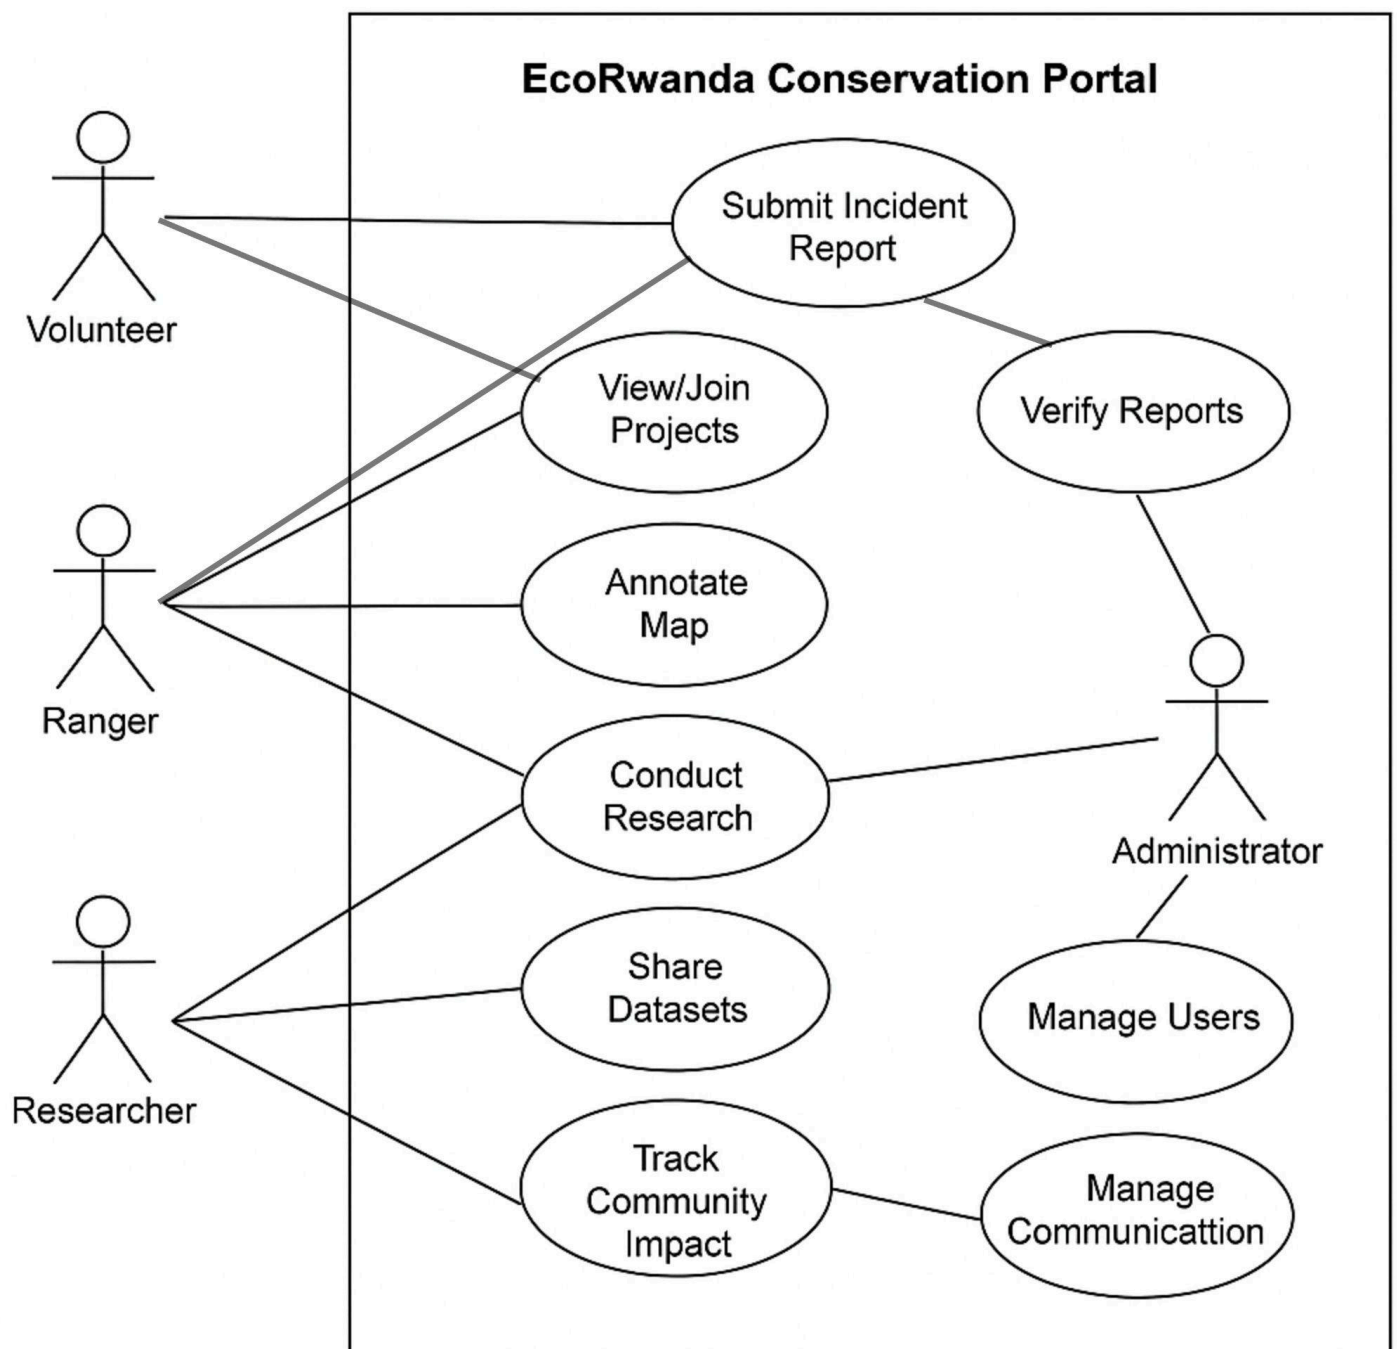 EcoRwanda Conservation Portal
Submit Incident
Report
Volunteer
View/Join
Projects
Verify Reports
Annotate
Map
Ranger
Conduct
Research
Administrator
Share
Datasets
Manage Users
Researcher
Track
Community
Impact
Manage
Communicattion